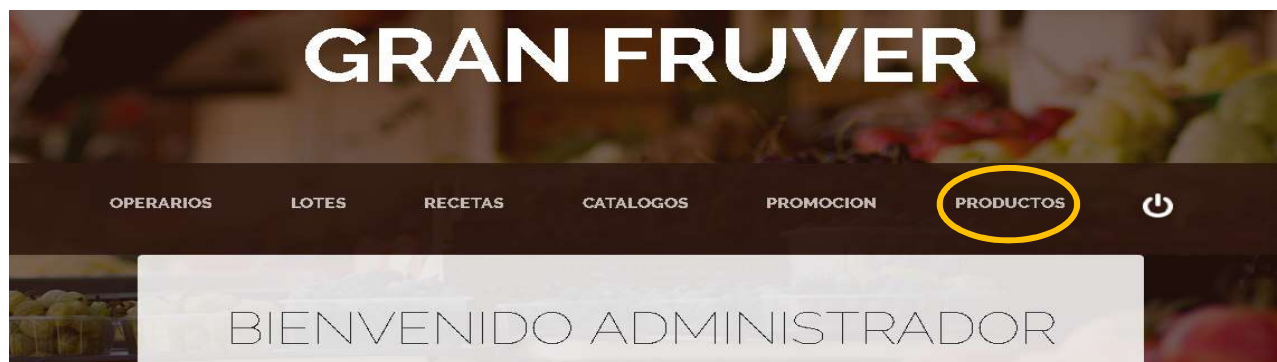 GRAN FRUVER
OPERARIOS LOTES RECETAS CATALOGOS PROMOCION PRODUCTOS
BIENVENIDO ADMINISTRADOR